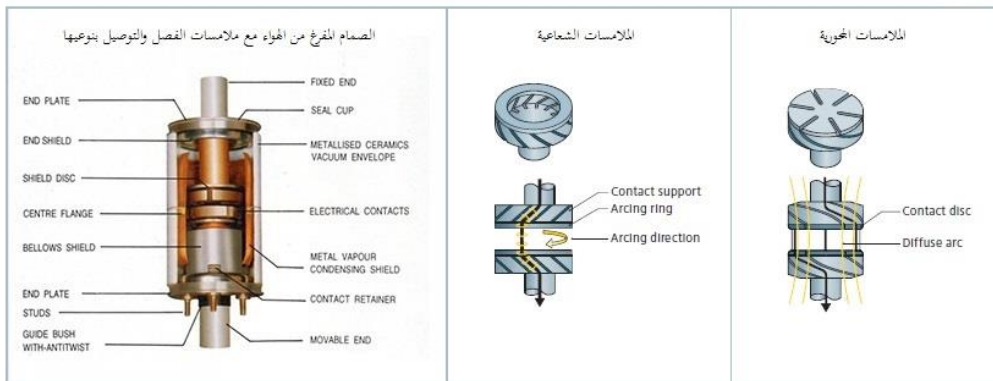 الصمام المفرغ من الهواء مع ملامسات الفصل والتوصيل بنوعيها
FIXED END
END PLATE
SEAL CUP
END SHIELD
METALLISED CERAMICS
VACUUM ENVELOPE
SHIELD DISC
CENTRE FLANGE
ELECTRICAL CONTACTS
BELLOWS SHIELD
METAL VAPOUR
CONDENSING SHIELD
END PLATE
CONTACT RETAINER
STUDS
GUIDE BUSH
WITH-ANTITWIST
MOVABLE END
الملامسات الشعاعية
Contact support
Arcing ring
Arcing direction
الملامسات المحورية
Contact disc
Diffuse arc